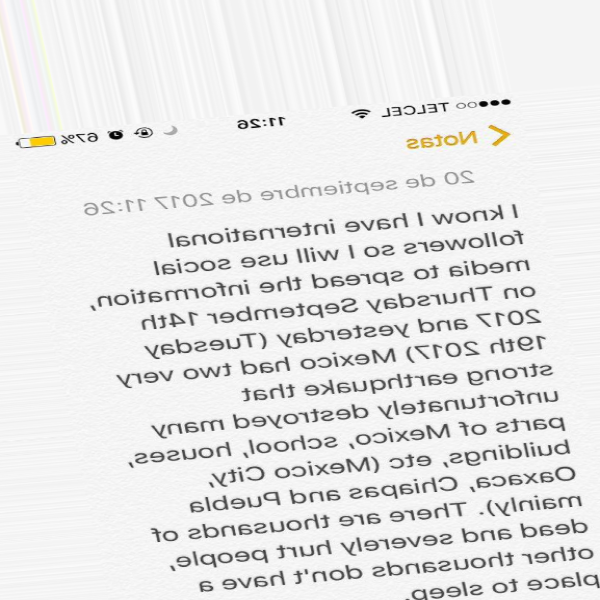 ●●●○○ TELCEL 11:26 67%
Notas
20 de septiembre de 2017 11:26
I know I have international
followers so I will use social
media to spread the information,
on Thursday September 14th
2017 and yesterday (Tuesday
19th 2017) Mexico had two very
strong earthquake that
unfortunately destroyed many
parts of Mexico, school, houses,
buildings, etc (Mexico City,
Oaxaca, Chiapas and Puebla
mainly). There are thousands of
dead and severely hurt people,
other thousands don't have a
place to sleep,